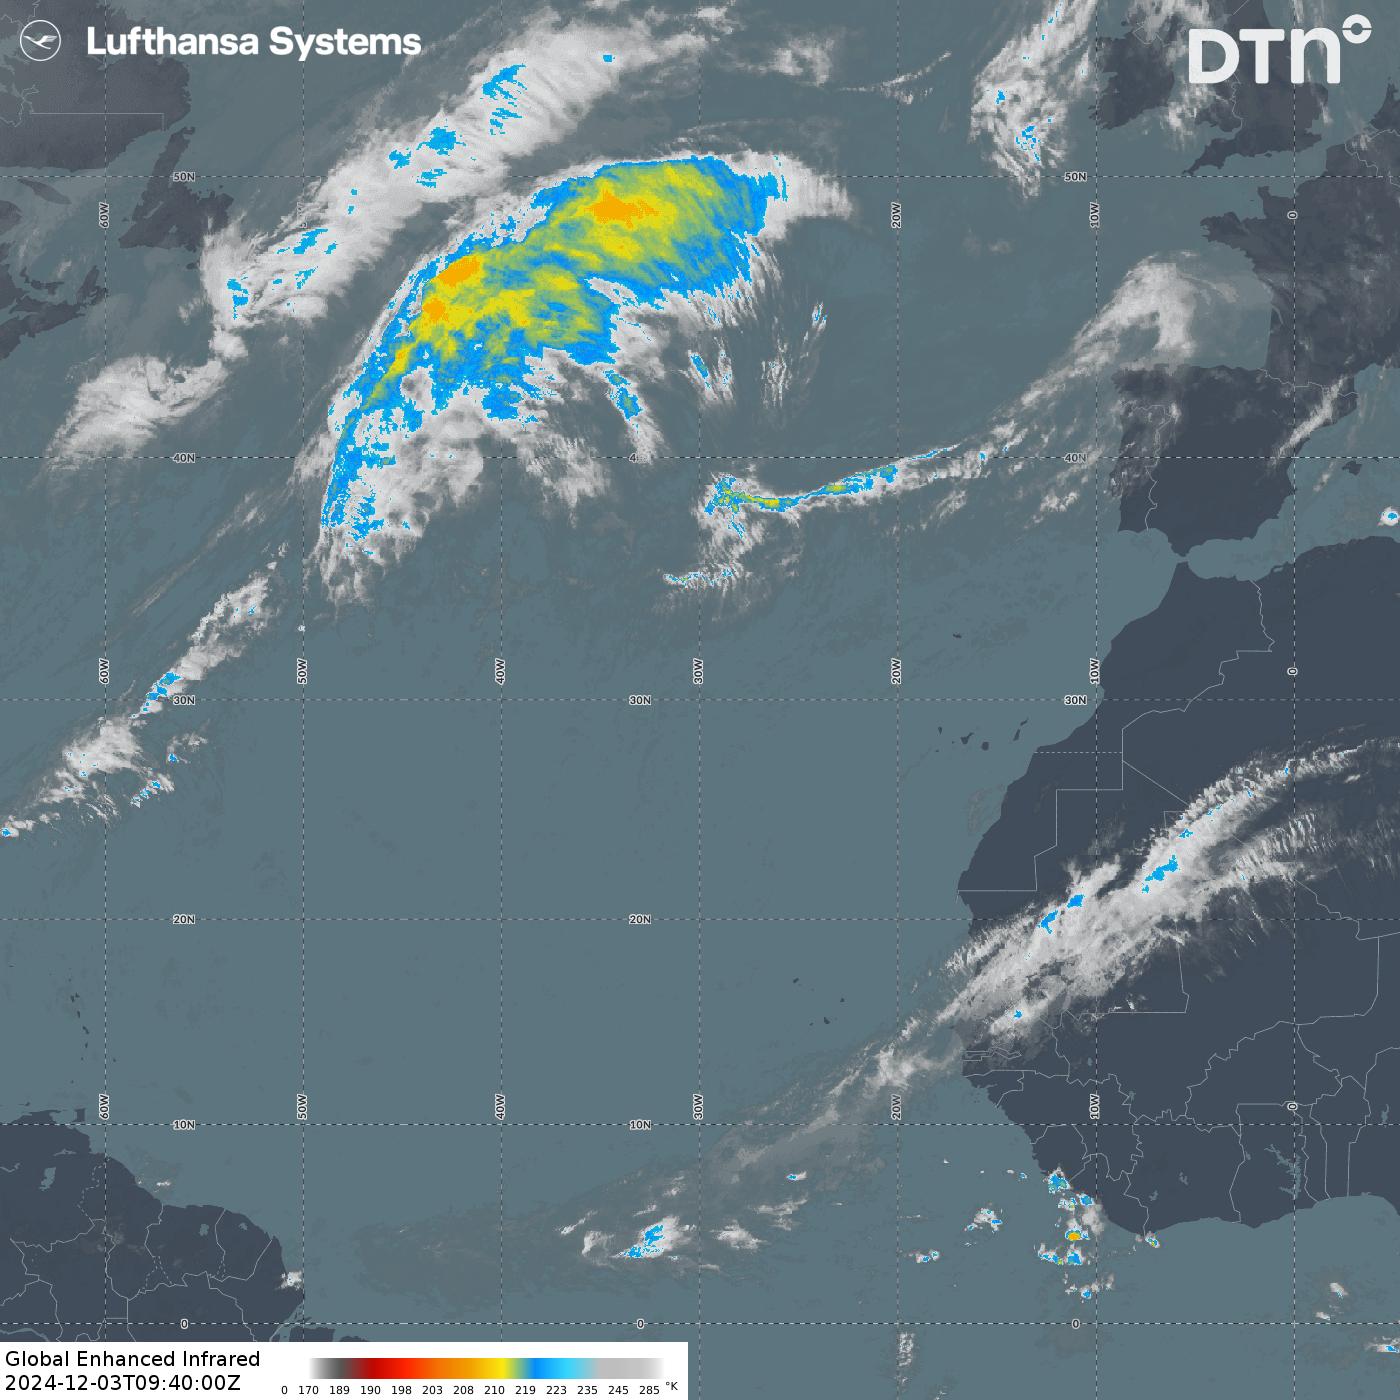 Lufthansa Systems
DTN
50N 50N
60W 20W 10W 0
40N 4 40N
60W 50W 40W 30W 20W 10W 0
30N 30N 30N
20N 20N
60W 50W 40W 30W 20W 10W 0
10N 10N 10N
0 0 0
Global Enhanced Infrared
2024-12-03T09:40:00Z
0 170 189 190 198 203 208 210 219 223 235 245 285 °K